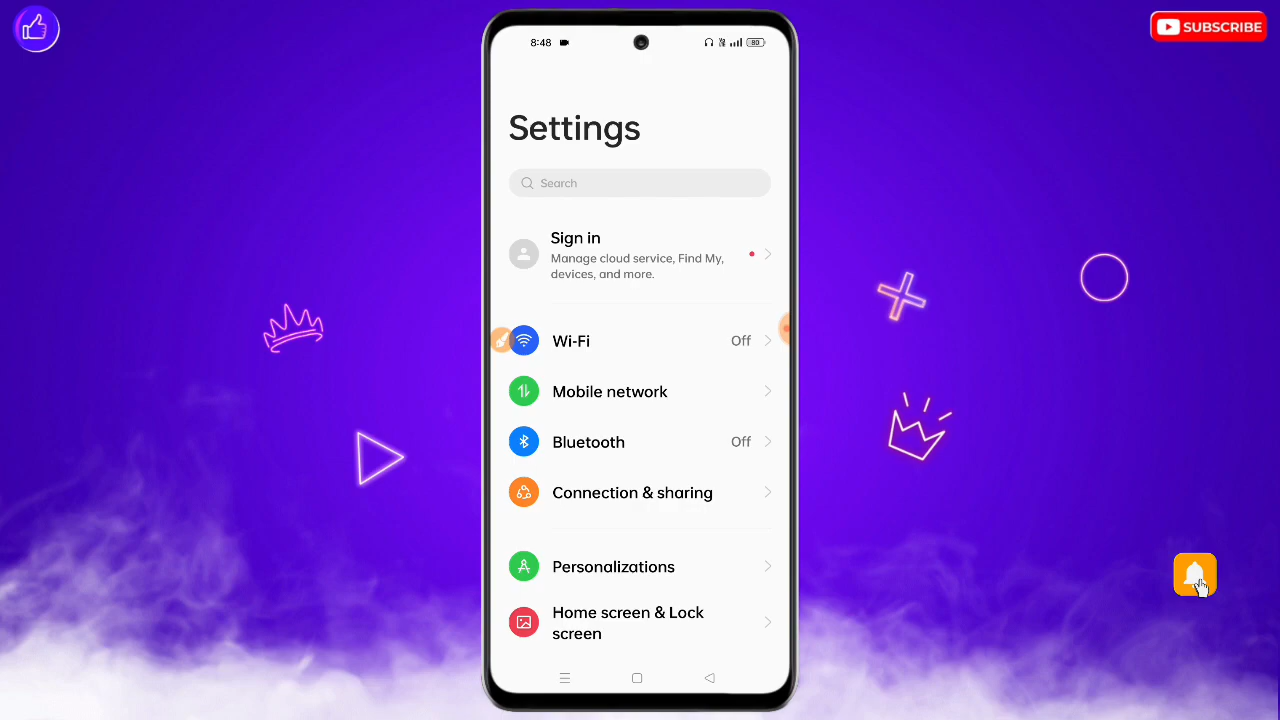 SUBSCRIBE
8:48
80
Settings
Search
Sign in
Manage cloud service, Find My,
devices, and more.
Wi-Fi
Off
Mobile network
Bluetooth
Off
Connection & sharing
Personalizations
Home screen & Lock
screen